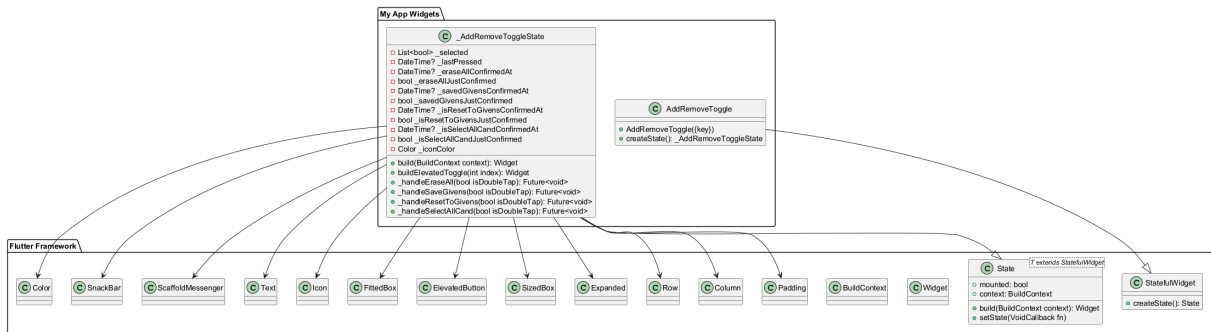 My App Widgets
C _AddRemoveToggleState
List<bool> _selected
DateTime? _lastPressed
DateTime? _eraseAllConfirmedAt
bool _eraseAllJustConfirmed
DateTime? _savedGivensConfirmedAt
bool _savedGivensJustConfirmed
DateTime? _isResetToGivensConfirmedAt
bool _isResetToGivensJustConfirmed
DateTime? _isSelectAllCandConfirmedAt
bool _isSelectAllCandJustConfirmed
Color _iconColor
build(BuildContext context): Widget
buildElevatedToggle(int index): Widget
_handleEraseAll(bool isDoubleTap): Future<void>
_handleSaveGivens(bool isDoubleTap): Future<void>
_handleResetToGivens(bool isDoubleTap): Future<void>
_handleSelectAllCand(bool isDoubleTap): Future<void>
C AddRemoveToggle
AddRemoveToggle({key})
createState(): _AddRemoveToggleState
Flutter Framework
C Color
C SnackBar
C ScaffoldMessenger
C Text
C Icon
C FittedBox
C ElevatedButton
C SizedBox
C Expanded
C Row
C Column
C Padding
C BuildContext
C Widget
C State
T extends StatefulWidget
mounted: bool
context: BuildContext
build(BuildContext context): Widget
setState(VoidCallback fn)
C StatefulWidget
createState(): State